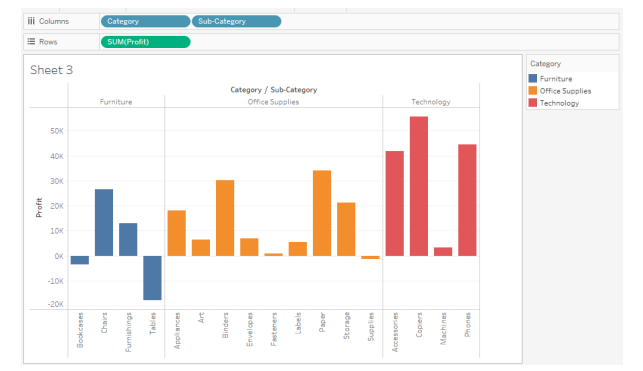 Columns
Category
Sub-Category
Rows
SUM(Profit)
Sheet 3
Category / Sub-Category
Furniture
Office Supplies
Technology
Profit
50K
40K
30K
20K
10K
0K
-10K
-20K
Bookcases
Chairs
Furnishings
Tables
Appliances
Art
Binders
Envelopes
Fasteners
Labels
Paper
Storage
Supplies
Accessories
Copiers
Machines
Phones
Category
Furniture
Office Supplies
Technology